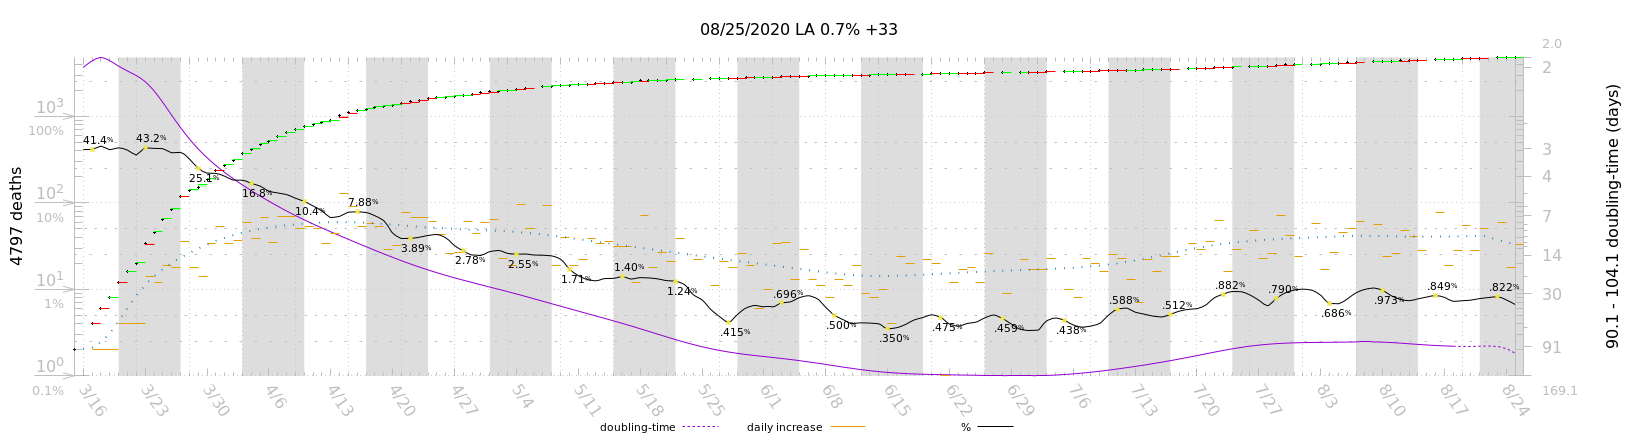 08/25/2020 LA 0.7% +33
4797 deaths
10³
100%
10²
10%
10¹
1%
10⁰
0.1%
41.4% 43.2% 25.1% 16.8% 10.4% 7.88% 3.89% 2.78% 2.55% 1.71% 1.40% 1.24% .415% .696% .500% .350% .475% .459% .438% .588% .512% .882% .790% .686% .973% .849% .822%
2.0
2
3
4
7
14
30
91
169.1
90.1 - 104.1 doubling-time (days)
3/16 3/23 3/30 4/6 4/13 4/20 4/27 5/4 5/11 5/18 5/25 6/1 6/8 6/15 6/22 6/29 7/6 7/13 7/20 7/27 8/3 8/10 8/17 8/24
doubling-time daily increase %